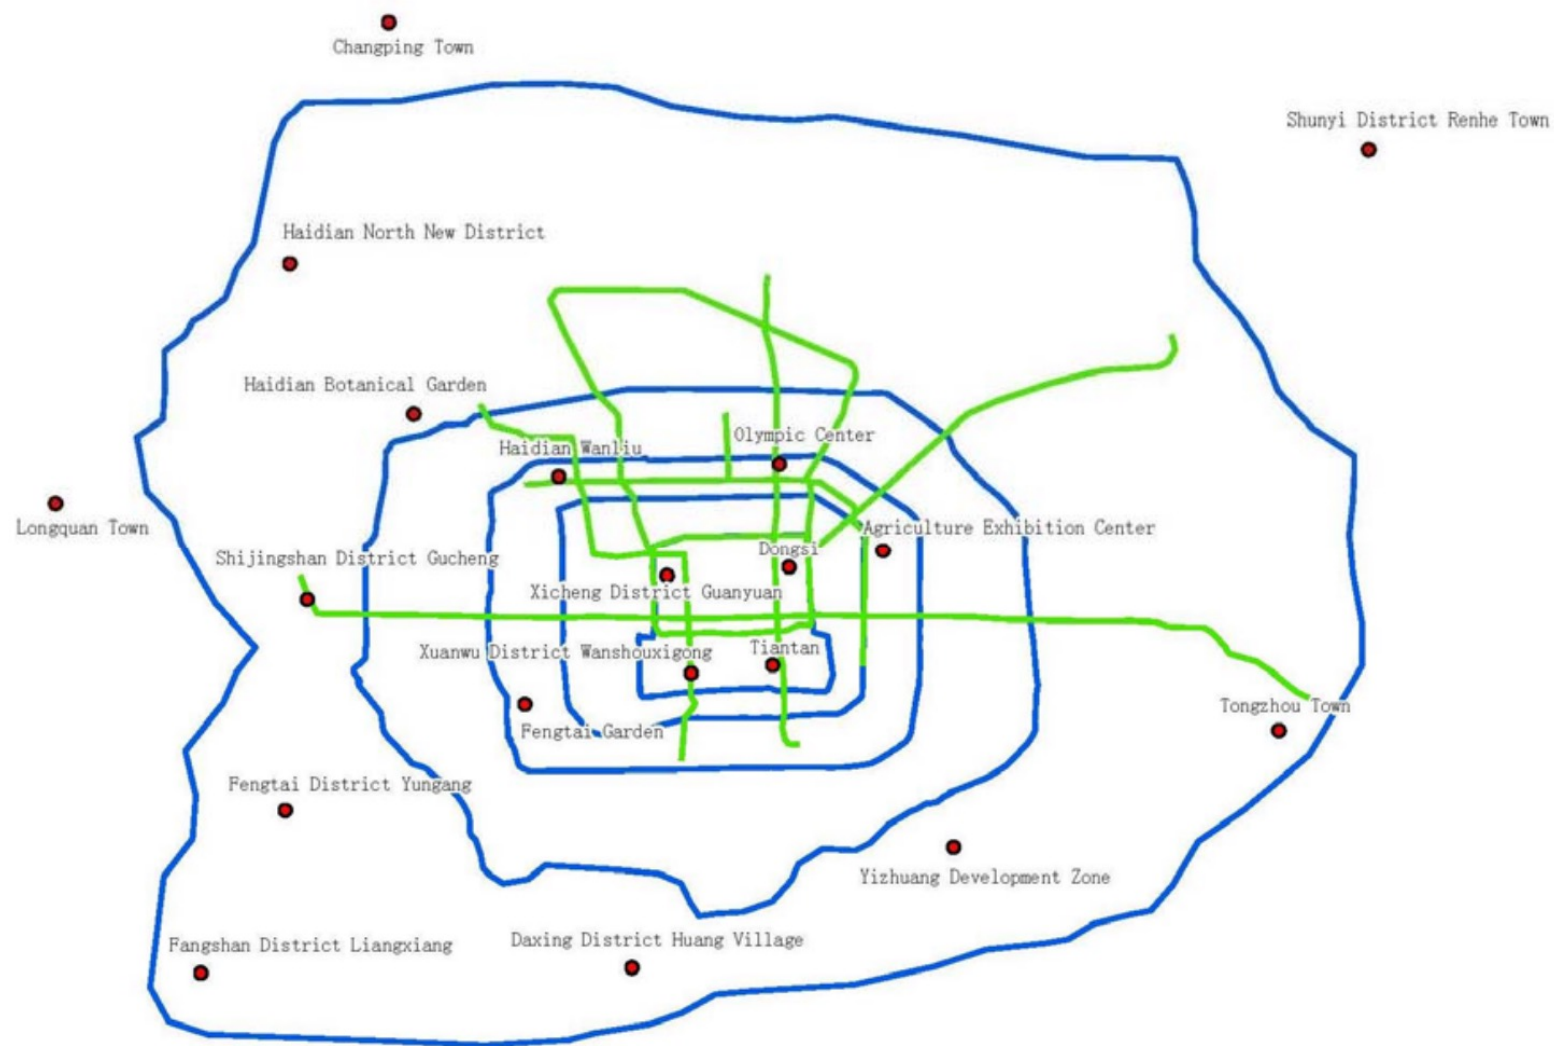 Changping Town
Shunyi District Renhe Town
Haidian North New District
Haidian Botanical Garden
Olympic Center
Haidian Wanliu
Longquan Town
Agriculture Exhibition Center
Dongsi
Shijingshan District Gucheng
Xicheng District Guanyuan
Tiantan
Xuanwu District Wanshouxigong
Tongzhou Town
Fengtai Garden
Fengtai District Yungang
Yizhuang Development Zone
Daxing District Huang Village
Fangshan District Liangxiang